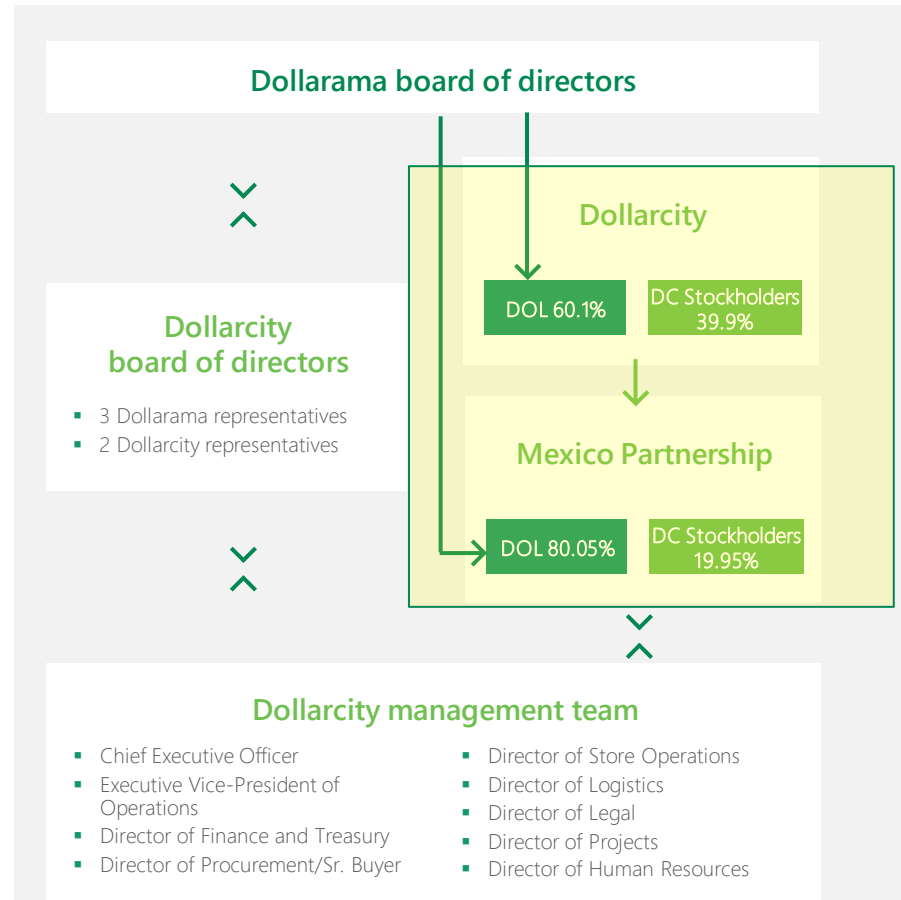 Dollarama board of directors
Dollarcity
DOL 60.1%
DC Stockholders
39.9%
Dollarcity
board of directors
▪ 3 Dollarama representatives
▪ 2 Dollarcity representatives
Mexico Partnership
DOL 80.05%
DC Stockholders
19.95%
Dollarcity management team
▪ Chief Executive Officer
▪ Executive Vice-President of
Operations
▪ Director of Finance and Treasury
▪ Director of Procurement/Sr. Buyer
▪ Director of Store Operations
▪ Director of Logistics
▪ Director of Legal
▪ Director of Projects
▪ Director of Human Resources